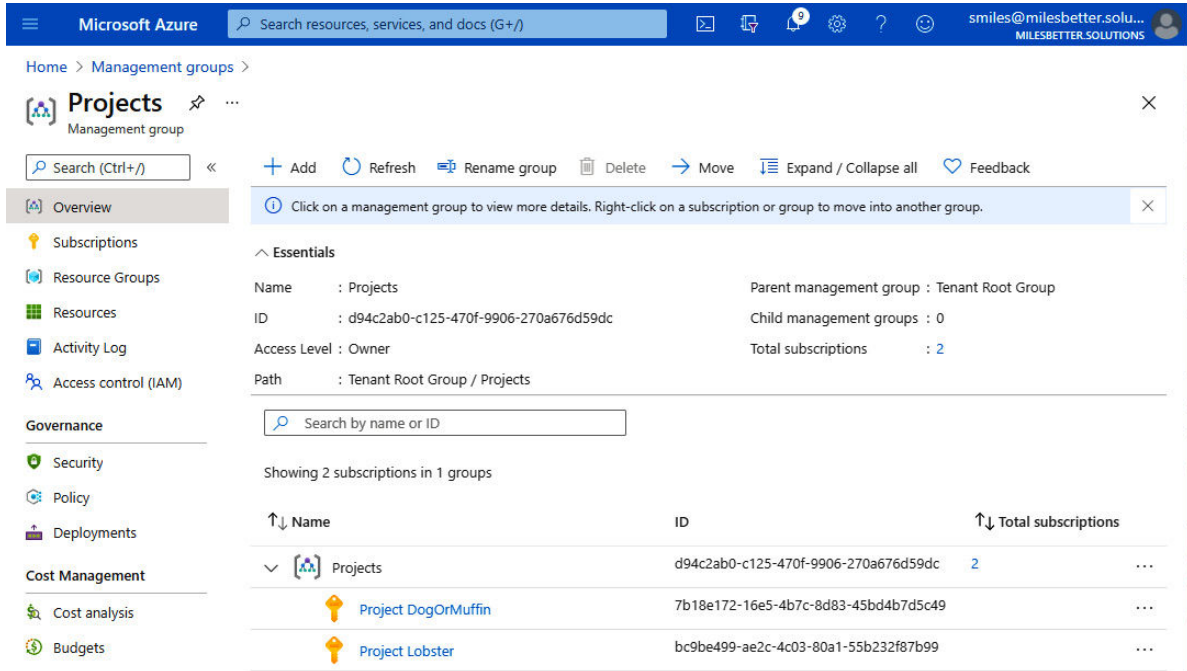 Microsoft Azure
Search resources, services, and docs (G+/)
9
smiles@milesbetter.solu...
MILESBETTER.SOLUTIONS
Home > Management groups >
Projects
Management group
Search (Ctrl+/)
Overview
Subscriptions
Resource Groups
Resources
Activity Log
Access control (IAM)
Governance
Security
Policy
Deployments
Cost Management
Cost analysis
Budgets
Add Refresh Rename group Delete Move Expand / Collapse all Feedback
Click on a management group to view more details. Right-click on a subscription or group to move into another group.
Essentials
Name : Projects
ID : d94c2ab0-c125-470f-9906-270a676d59dc
Access Level : Owner
Path : Tenant Root Group / Projects
Parent management group : Tenant Root Group
Child management groups : 0
Total subscriptions : 2
Search by name or ID
Showing 2 subscriptions in 1 groups
Name ID Total subscriptions
Projects d94c2ab0-c125-470f-9906-270a676d59dc 2
Project DogOrMuffin 7b18e172-16e5-4b7c-8d83-45bd4b7d5c49
Project Lobster bc9be499-ae2c-4c03-80a1-55b232f87b99